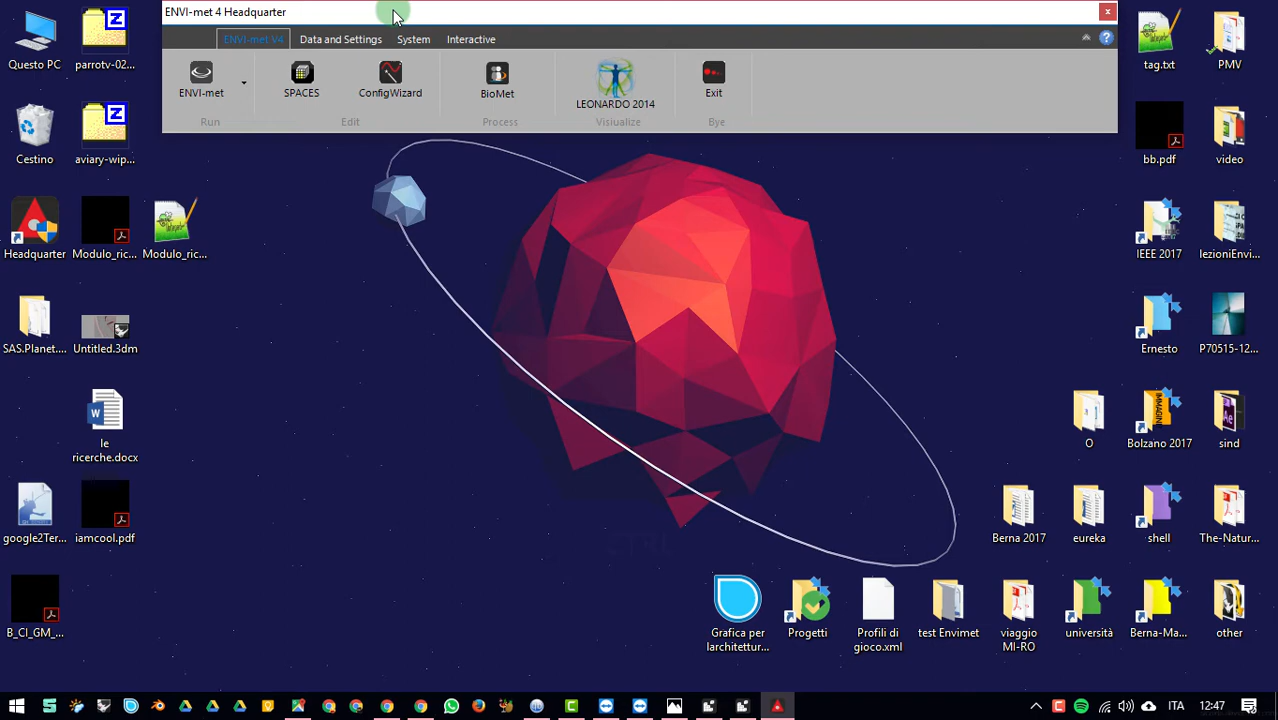 ENVI-met 4 Headquarter
ENVI-met V4 Data and Settings System Interactive
ENVI-met
SPACES
ConfigWizard
BioMet
LEONARDO 2014
Exit
Run
Edit
Process
Visiualize
Bye
Questo PC
parrotv-02...
Cestino
aviary-wip...
Headquarter
Modulo_ric...
Modulo_ric...
SAS.Planet....
Untitled.3dm
le
ricerche.docx
google2Ter...
iamcool.pdf
B_CI_GM_...
tag.txt
PMV
bb.pdf
video
IEEE 2017
lezioniEnvi...
Ernesto
P70515-12...
O
Bolzano 2017
sind
Berna 2017
eureka
shell
The-Natur...
Grafica per
larchitettur...
Progetti
Profili di
gioco.xml
test Envimet
viaggio
MI-RO
università
Berna-Ma...
other
ITA
12:47